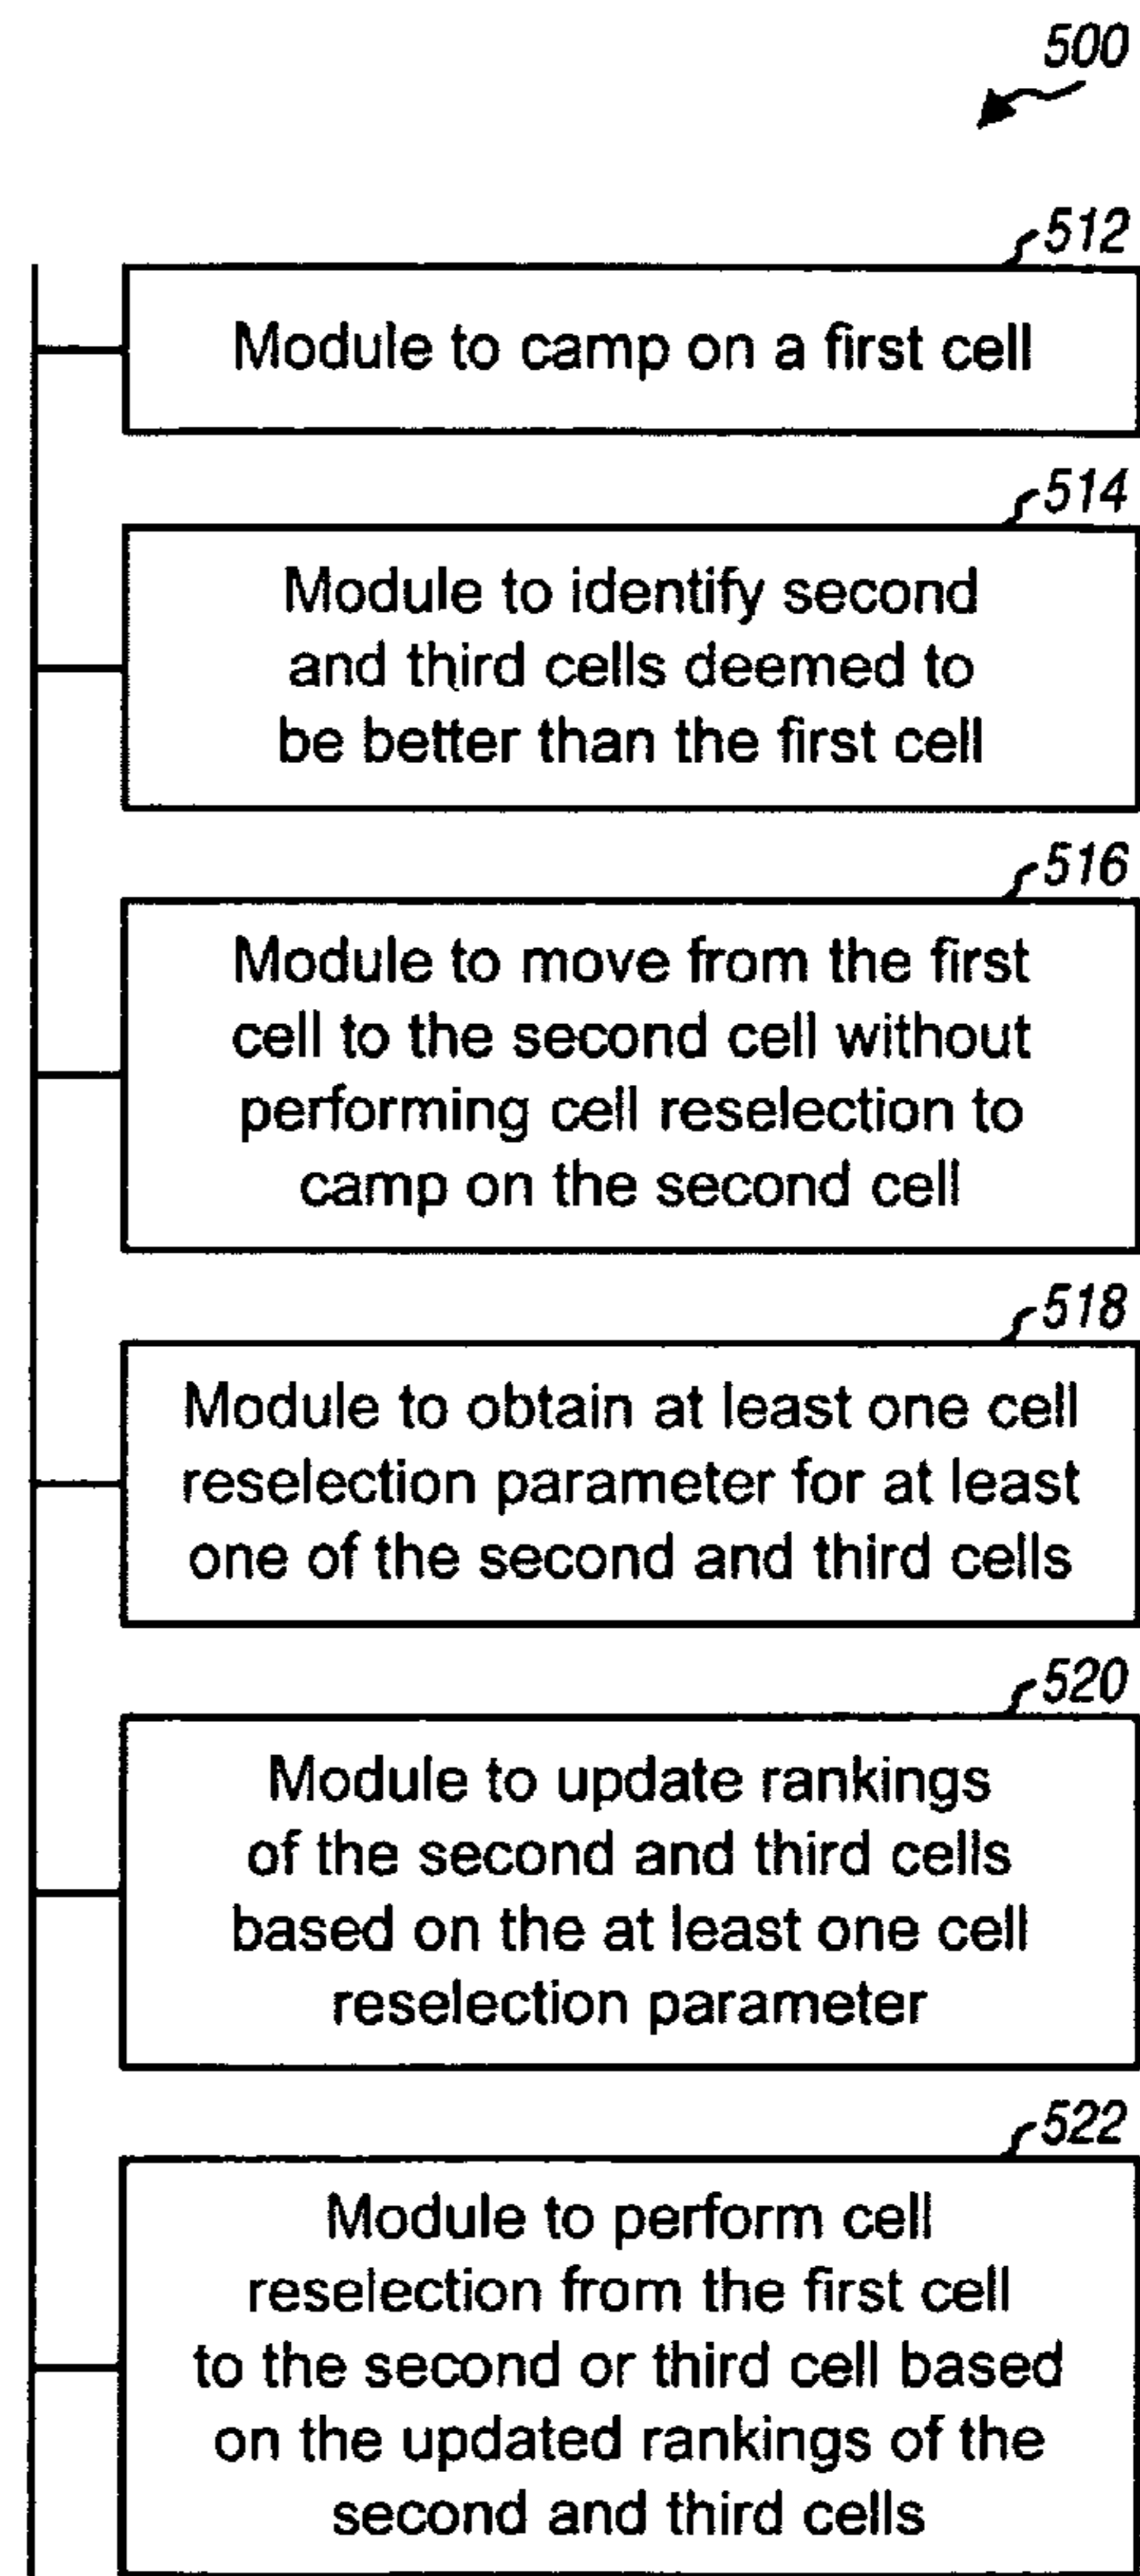 500
512
Module to camp on a first cell
514
Module to identify second
and third cells deemed to
be better than the first cell
516
Module to move from the first
cell to the second cell without
performing cell reselection to
camp on the second cell
518
Module to obtain at least one cell
reselection parameter for at least
one of the second and third cells
520
Module to update rankings
of the second and third cells
based on the at least one cell
reselection parameter
522
Module to perform cell
reselection from the first cell
to the second or third cell based
on the updated rankings of the
second and third cells